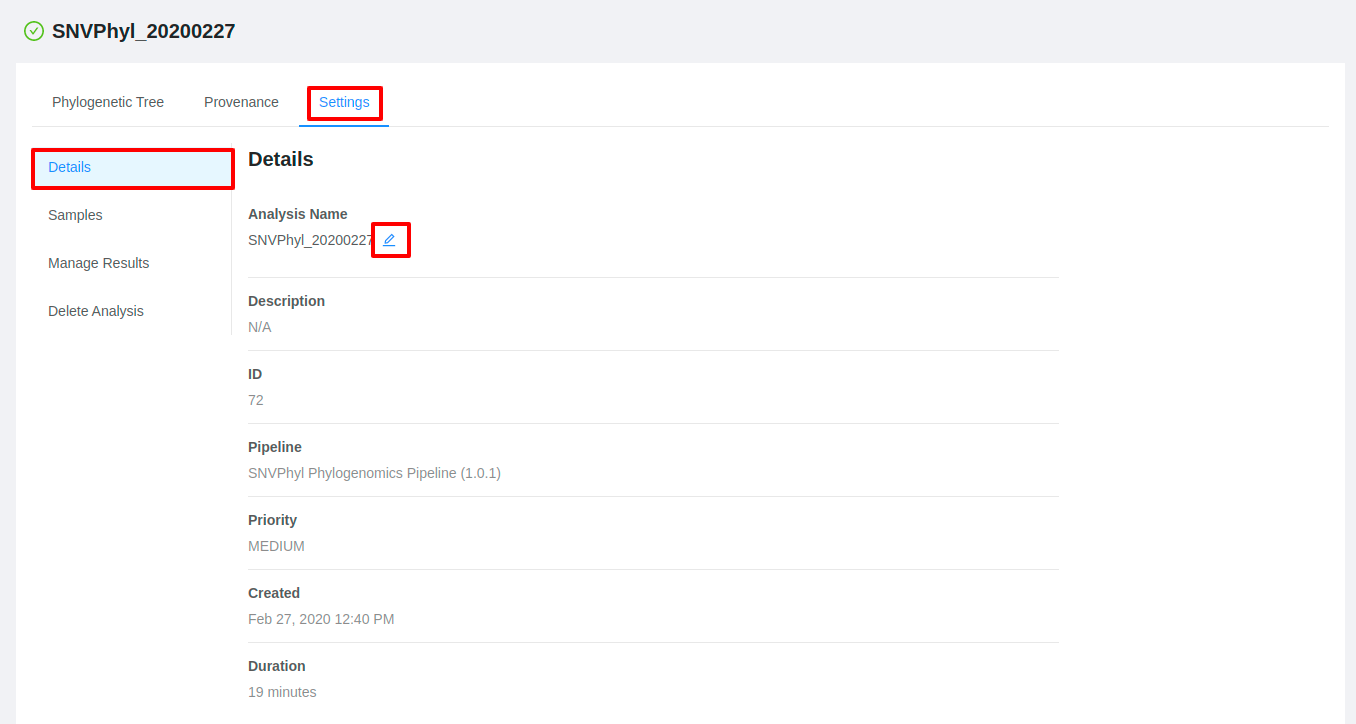 SNVPhyl_20200227
Phylogenetic Tree Provenance Settings
Details
Samples
Manage Results
Delete Analysis
Details
Analysis Name
SNVPhyl_20200227
Description
N/A
ID
72
Pipeline
SNVPhyl Phylogenomics Pipeline (1.0.1)
Priority
MEDIUM
Created
Feb 27, 2020 12:40 PM
Duration
19 minutes